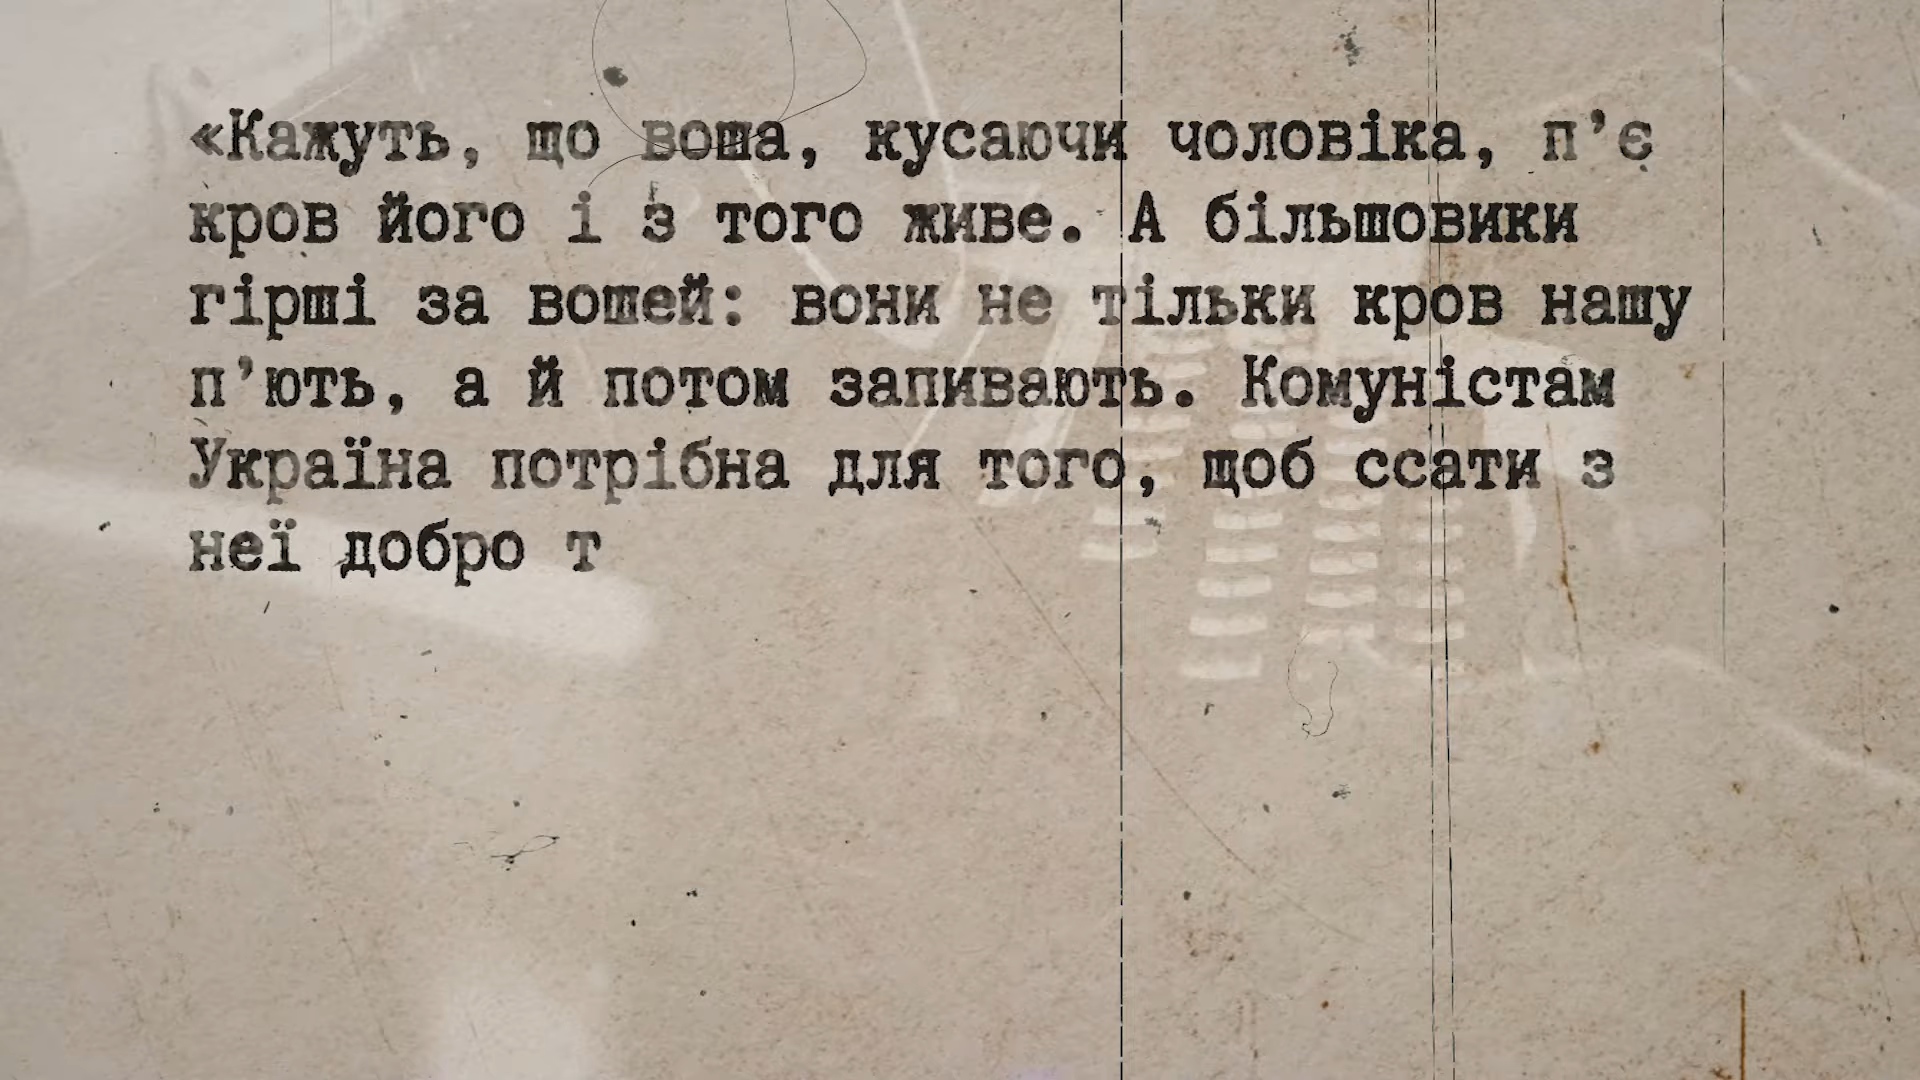 «Кажуть, що воша, кусаючи чоловіка, п’є
кров його і з того живе. А більшовики
гірші за вошей: вони не тільки кров нашу
п’ють, а й потом запивають. Комуністам
Україна потрібна для того, щоб ссати з
неї добро т